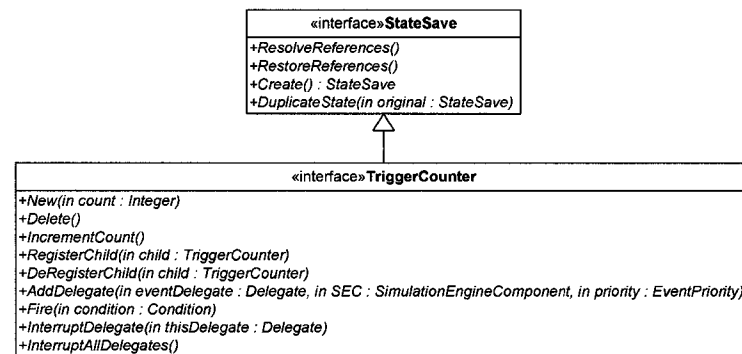 «interface»StateSave
+ResolveReferences()
+RestoreReferences()
+Create() : StateSave
+DuplicateState(in original : StateSave)
«interface»TriggerCounter
+New(in count : Integer)
+Delete()
+IncrementCount()
+RegisterChild(in child : TriggerCounter)
+DeRegisterChild(in child : TriggerCounter)
+AddDelegate(in eventDelegate : Delegate, in SEC : SimulationEngineComponent, in priority : EventPriority)
+Fire(in condition : Condition)
+InterruptDelegate(in thisDelegate : Delegate)
+InterruptAllDelegates()